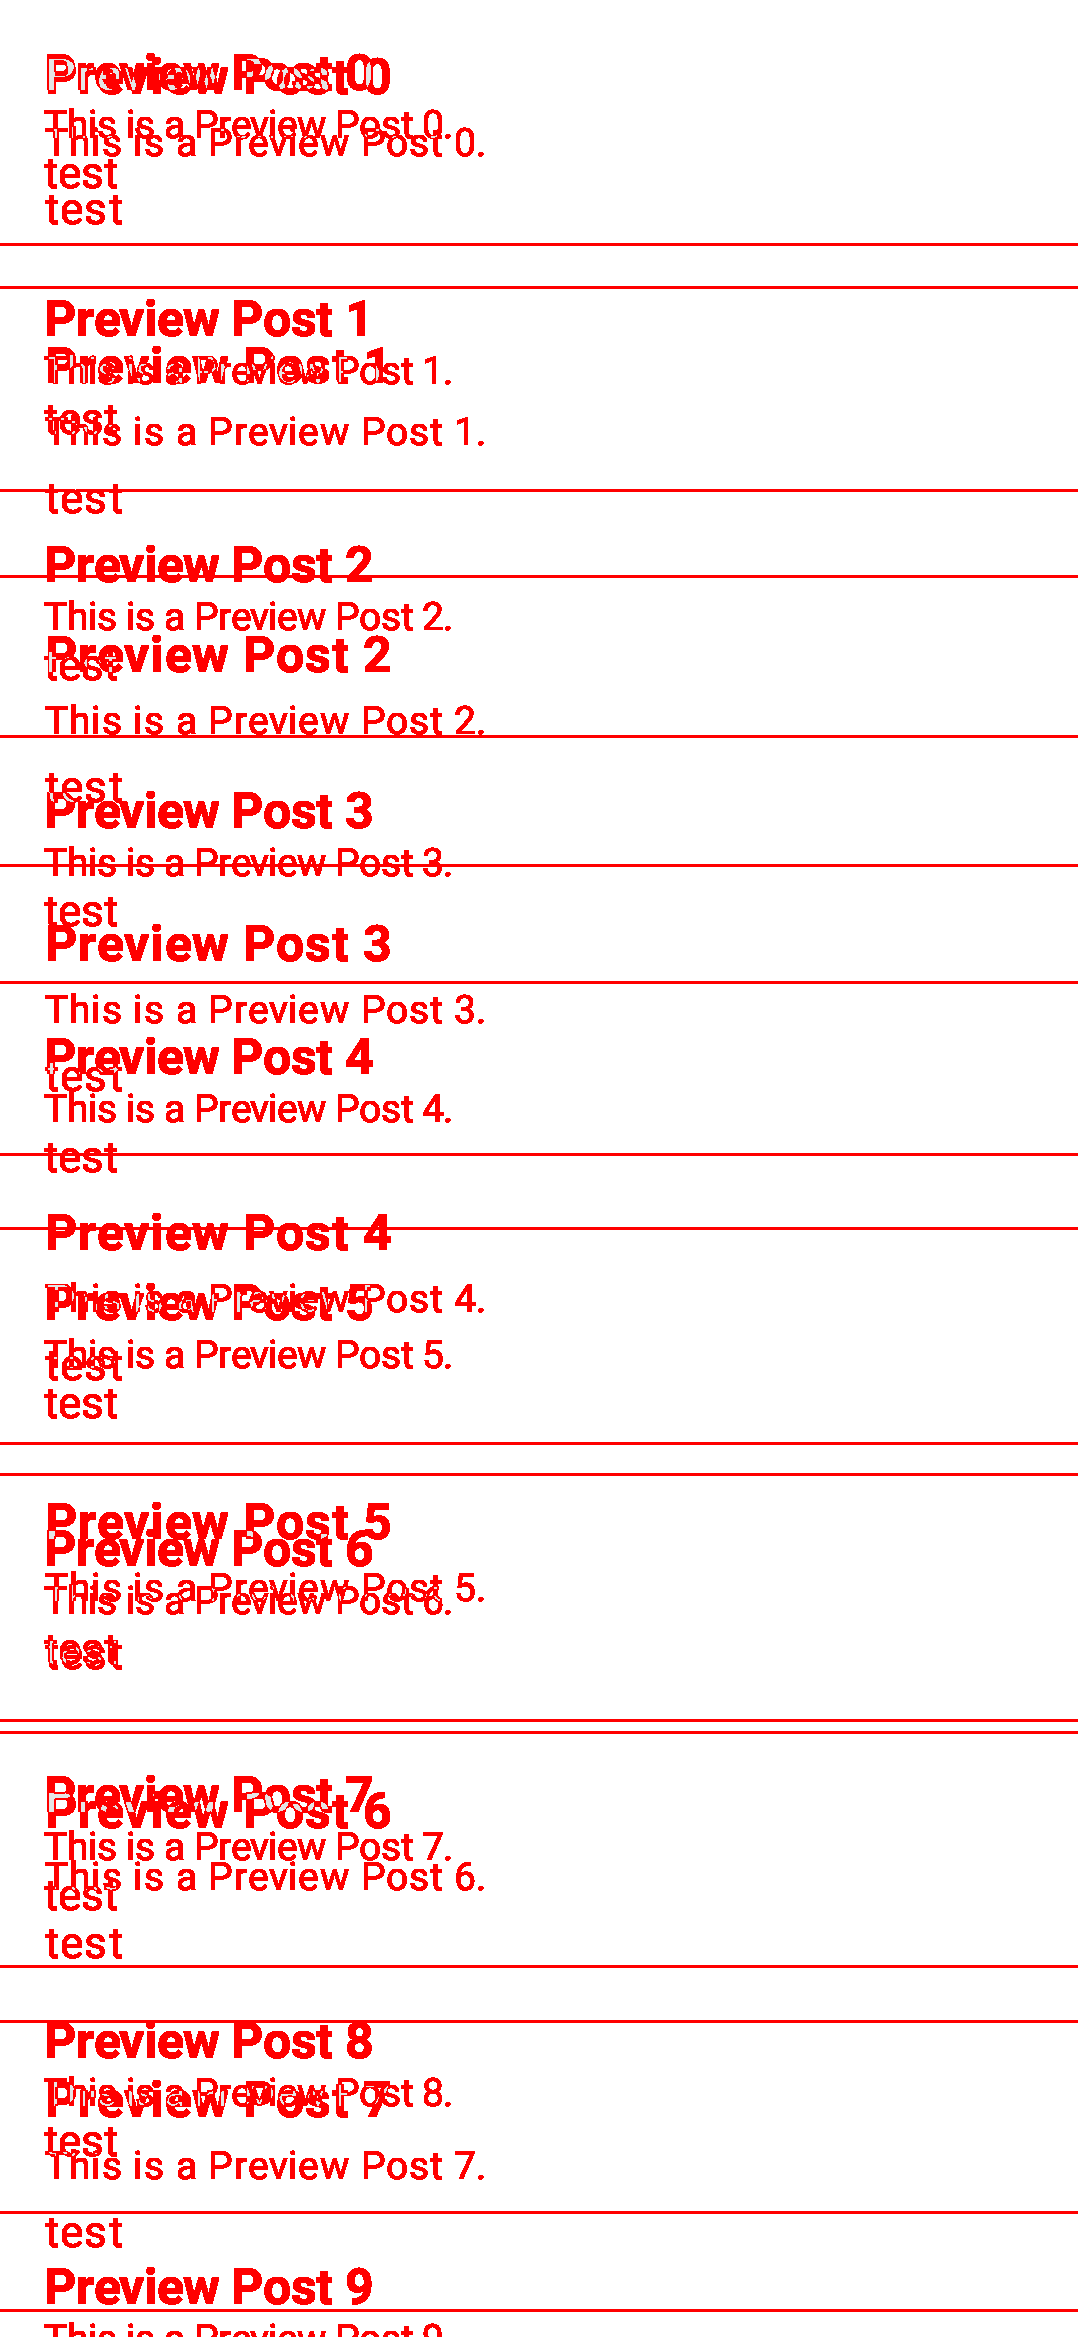 Preview Post 0
Preview Post 0
This is a Preview Post 0.
This is a Preview Post 0.
test
test
Preview Post 1
Preview Post 1
This is a Preview Post 1.
test
This is a Preview Post 1.
test
Preview Post 2
This is a Preview Post 2.
Preview Post 2
test
This is a Preview Post 2.
test
Preview Post 3
This is a Preview Post 3.
test
Preview Post 3
This is a Preview Post 3.
Preview Post 4
test
This is a Preview Post 4.
test
Preview Post 4
This is a Preview Post 4.
Preview Post 5
This is a Preview Post 5.
test
test
Preview Post 5
Preview Post 6
This is a Preview Post 5.
This is a Preview Post 6.
test
test
Preview Post 7
Preview Post 6
This is a Preview Post 7.
This is a Preview Post 6.
test
test
Preview Post 8
This is a Preview Post 8.
Preview Post 7
test
This is a Preview Post 7.
test
Preview Post 9
This is a Preview Post 9